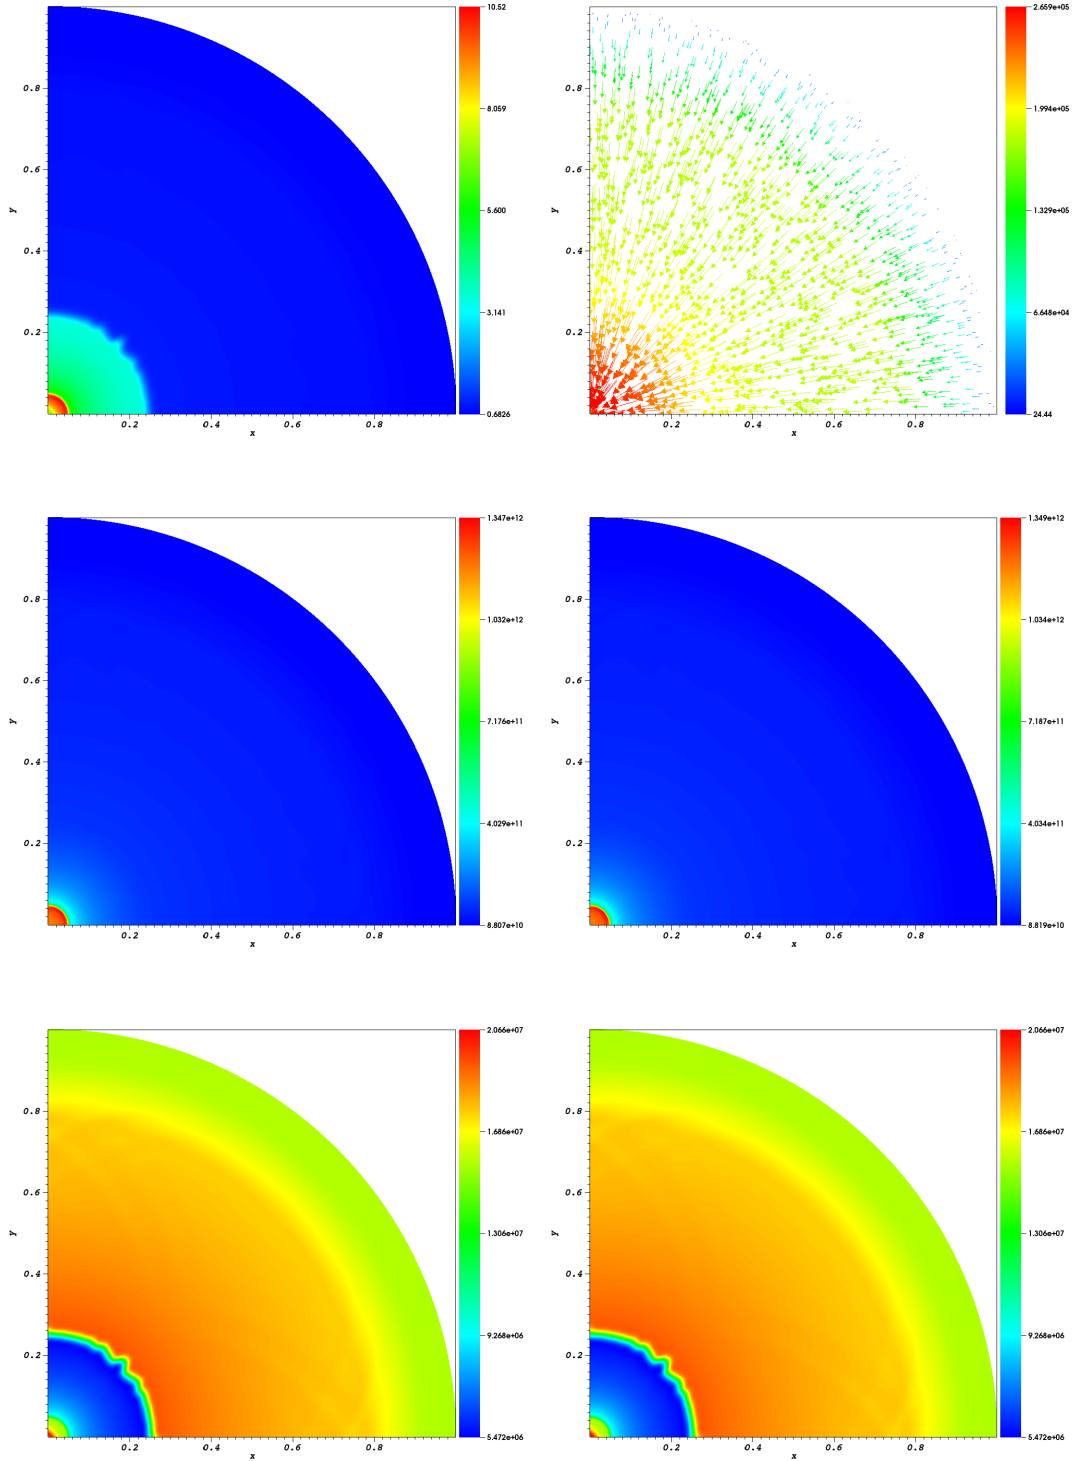 10.52
8.059
5.600
3.141
0.6826
0.8
0.6
0.4
0.2
Y
0.2 0.4 0.6 0.8
x
2.659e+05
1.994e+05
1.329e+05
6.648e+04
24.44
0.8
0.6
0.4
0.2
Y
0.2 0.4 0.6 0.8
x
1.347e+12
1.032e+12
7.176e+11
4.029e+11
8.807e+10
0.8
0.6
0.4
0.2
Y
0.2 0.4 0.6 0.8
x
1.349e+12
1.034e+12
7.187e+11
4.034e+11
8.819e+10
0.8
0.6
0.4
0.2
Y
0.2 0.4 0.6 0.8
x
2.066e+07
1.686e+07
1.306e+07
9.268e+06
5.472e+06
0.8
0.6
0.4
0.2
Y
0.2 0.4 0.6 0.8
x
2.066e+07
1.686e+07
1.306e+07
9.268e+06
5.472e+06
0.8
0.6
0.4
0.2
Y
0.2 0.4 0.6 0.8
x